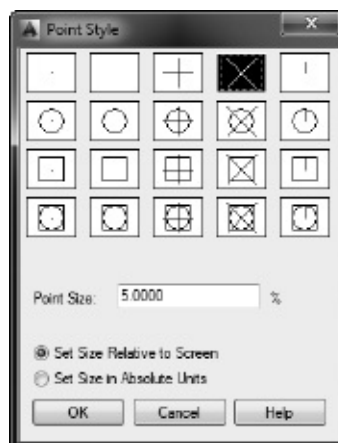 Point Style
Point Size: 5.0000 %
Set Size Relative to Screen
Set Size in Absolute Units
OK Cancel Help